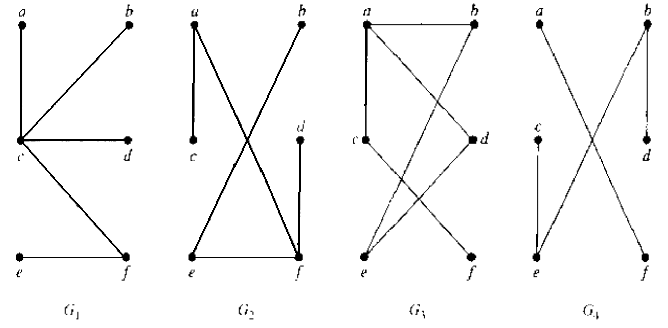 a b a b a b a b
c d c d c d c d
e f e f e f e f
G₁ G₂ G₃ G₄